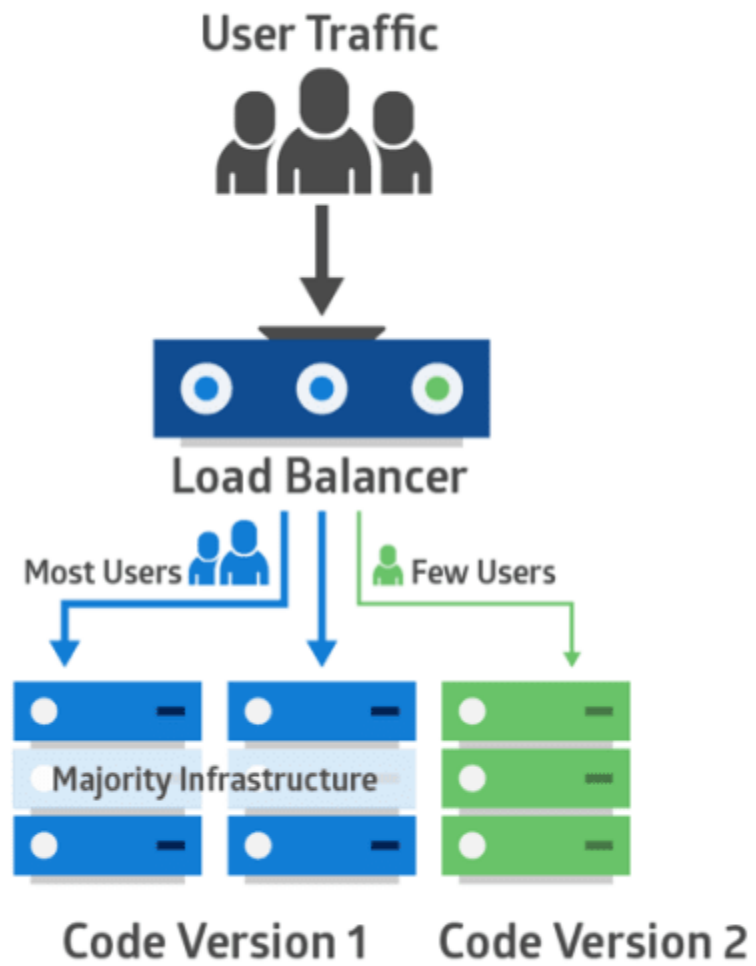 User Traffic
Load Balancer
Most Users
Few Users
Majority Infrastructure
Code Version 1
Code Version 2